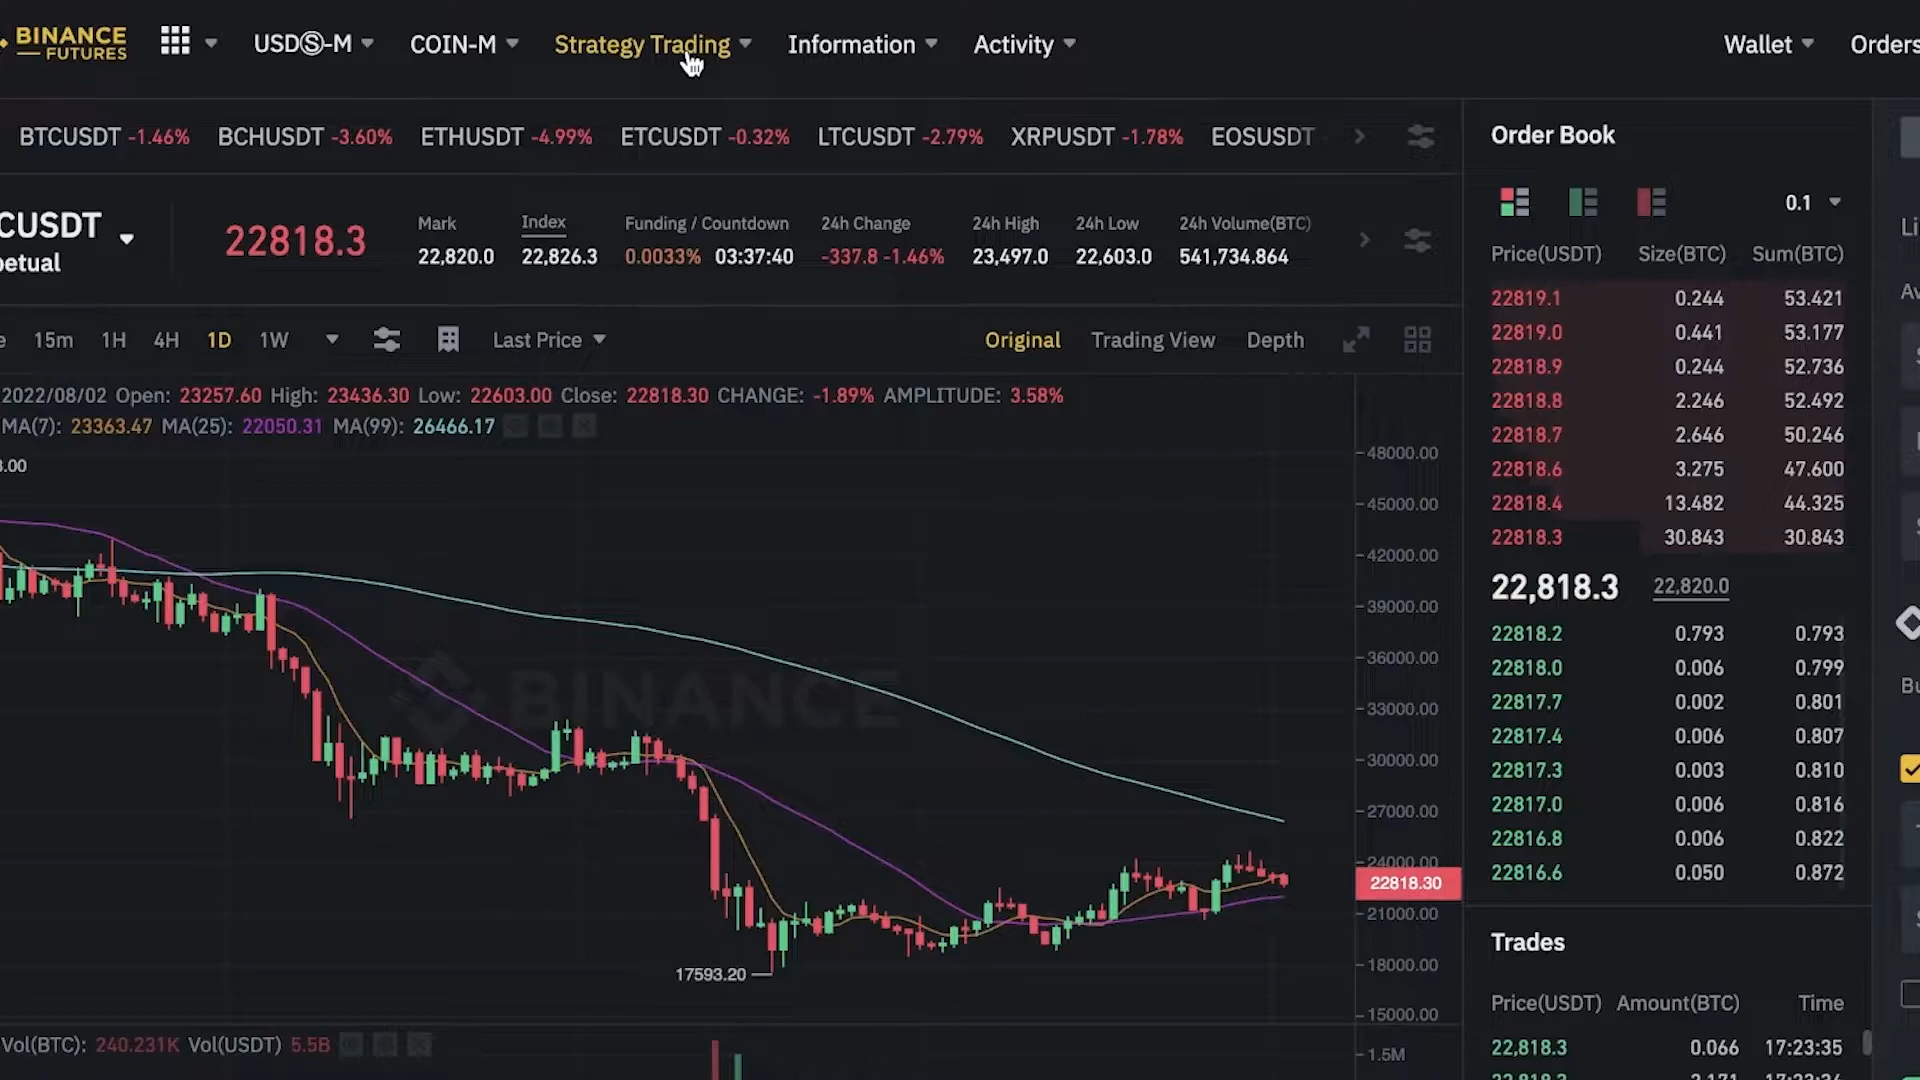 BINANCE
FUTURES
USDⓈ-M
COIN-M
Strategy Trading
Information
Activity
Wallet
Orders
BTCUSDT -1.46%
BCHUSDT -3.60%
ETHUSDT -4.99%
ETCUSDT -0.32%
LTCUSDT -2.79%
XRPUSDT -1.78%
EOSUSDT
CUSDT
petual
22818.3
Mark
22,820.0
Index
22,826.3
Funding / Countdown
0.0033% 03:37:40
24h Change
-337.8 -1.46%
24h High
23,497.0
24h Low
22,603.0
24h Volume(BTC)
541,734.864
e 15m 1H 4H 1D 1W
Last Price
Original
Trading View
Depth
2022/08/02 Open: 23257.60 High: 23436.30 Low: 22603.00 Close: 22818.30 CHANGE: -1.89% AMPLITUDE: 3.58%
MA(7): 23363.47 MA(25): 22050.31 MA(99): 26466.17
.00
48000.00
45000.00
42000.00
39000.00
36000.00
33000.00
30000.00
27000.00
24000.00
22818.30
21000.00
18000.00
15000.00
1.5M
BINANCE
17593.20
Vol(BTC): 240.231K Vol(USDT) 5.5B
Order Book
0.1
Price(USDT) Size(BTC) Sum(BTC)
22819.1 0.244 53.421
22819.0 0.441 53.177
22818.9 0.244 52.736
22818.8 2.246 52.492
22818.7 2.646 50.246
22818.6 3.275 47.600
22818.4 13.482 44.325
22818.3 30.843 30.843
22,818.3 22,820.0
22818.2 0.793 0.793
22818.0 0.006 0.799
22817.7 0.002 0.801
22817.4 0.006 0.807
22817.3 0.003 0.810
22817.0 0.006 0.816
22816.8 0.006 0.822
22816.6 0.050 0.872
Trades
Price(USDT) Amount(BTC) Time
22,818.3 0.066 17:23:35
Li
Av
Bu